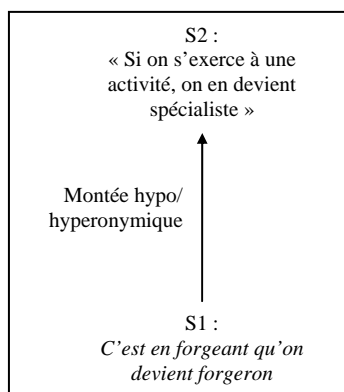 S2 :
« Si on s’exerce à une
activité, on en devient
spécialiste »
Montée hypo/
hyperonymique
S1 :
C’est en forgeant qu’on
devient forgeron